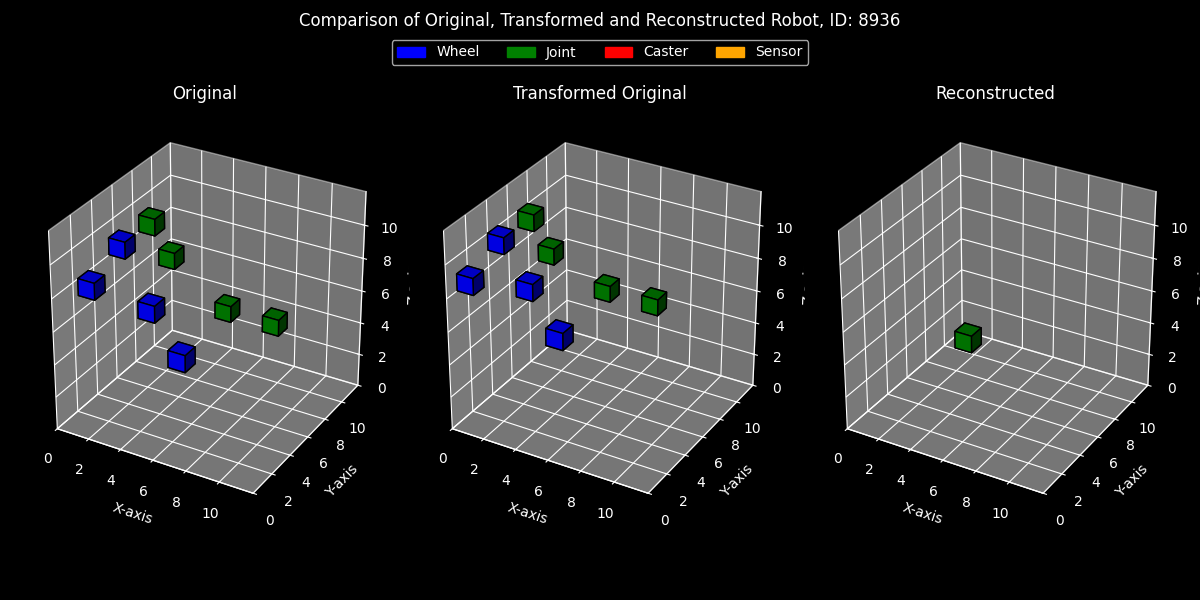 Comparison of Original, Transformed and Reconstructed Robot, ID: 8936
Wheel Joint Caster Sensor
Original Transformed Original Reconstructed
10 10 10
8 8 8
6 6 6
4 4 4
2 2 2
0 0 0
10 10 10
8 8 8
6 6 6
4 4 4
2 2 2
0 0 0
0 2 4 6 8 10 0 2 4 6 8 10 0 2 4 6 8 10
Y-axis Y-axis Y-axis
X-axis X-axis X-axis